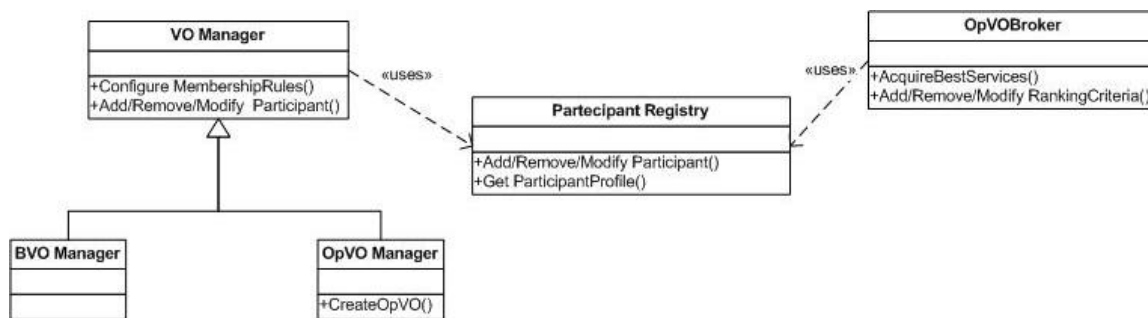 VO Manager
+Configure MembershipRules()
+Add/Remove/Modify Participant()
«uses»
OpVOBroker
+AcquireBestServices()
+Add/Remove/Modify RankingCriteria()
«uses»
Partecipant Registry
+Add/Remove/Modify Participant()
+Get ParticipantProfile()
BVO Manager
OpVO Manager
+CreateOpVO()